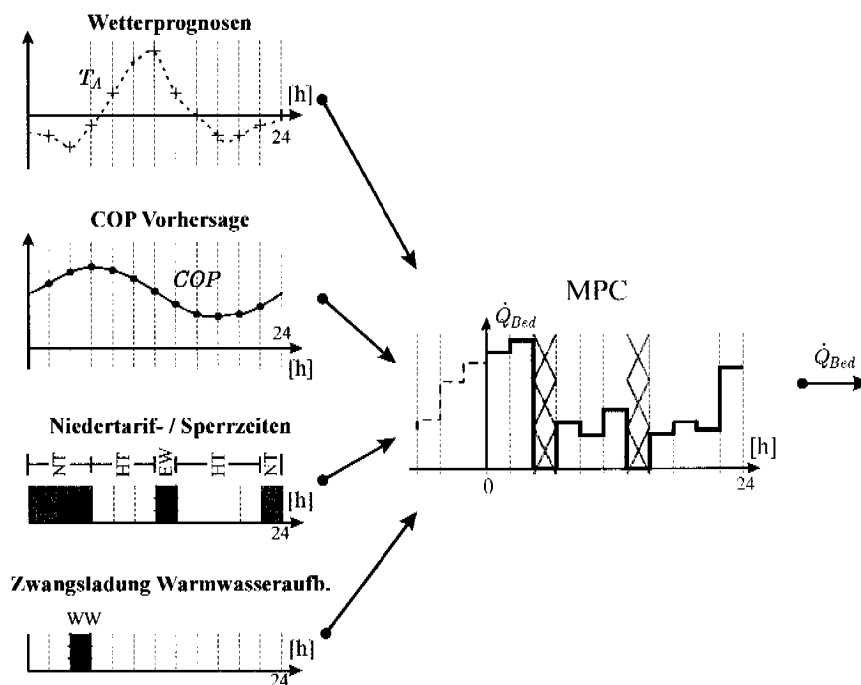 Wetterprognosen
T_A
[h]
24
COP Vorhersage
COP
24
[h]
MPC
Q̇_Bed
Q̇_Bed
[h]
0
24
Niedertarif- / Sperrzeiten
NT HT EW HT NT
[h]
24
Zwangsladung Warmwasseraufb.
WW
[h]
24